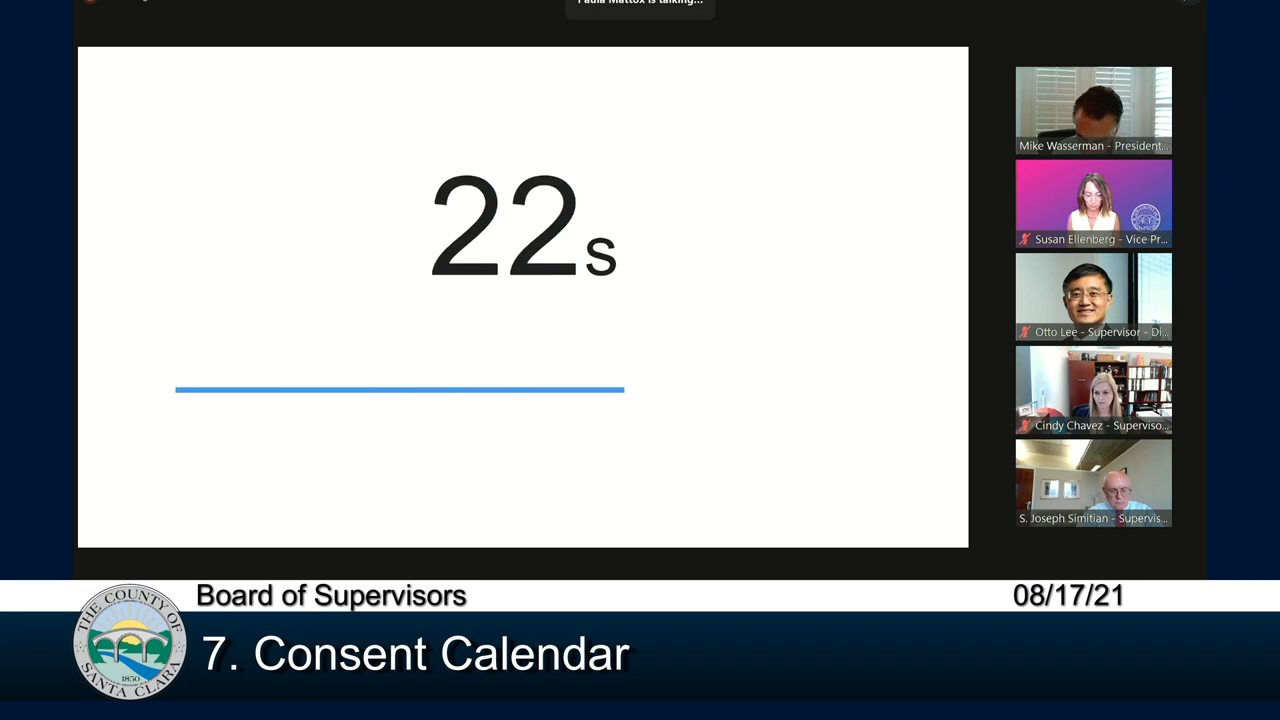 Paula Mattox is talking...
22s
Mike Wasserman - President...
Susan Ellenberg - Vice Pr...
Otto Lee - Supervisor - Di...
Cindy Chavez - Superviso...
S. Joseph Simitian - Supervis...
Board of Supervisors
08/17/21
THE COUNTY OF
SANTA CLARA
1850
7. Consent Calendar